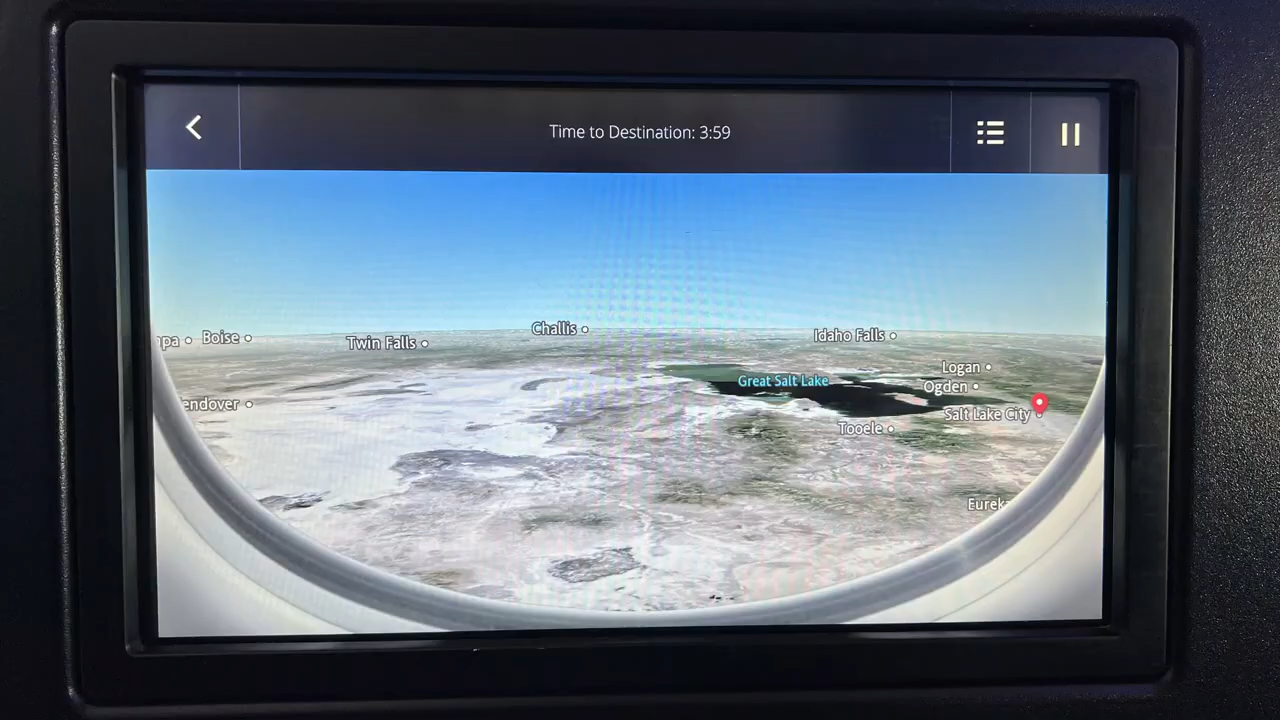 Time to Destination: 3:59
Challis
Idaho Falls
Boise
Twin Falls
Logan
Great Salt Lake
Ogden
Salt Lake City
Tooele